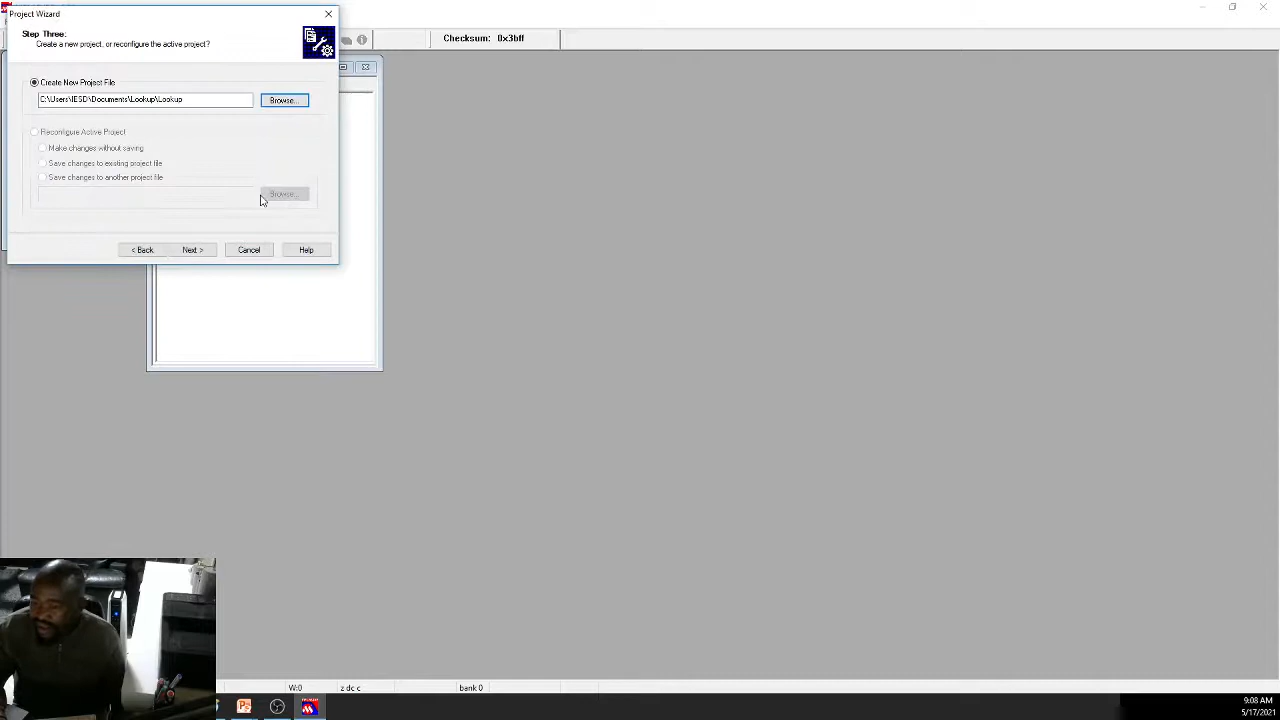 Project Wizard
Step Three:
Create a new project, or reconfigure the active project?
Checksum: 0x3bff
Create New Project File
C:\Users\IESD\Documents\Lookup\Lookup
Browse...
Reconfigure Active Project
Make changes without saving
Save changes to existing project file
Save changes to another project file
Browse...
< Back
Next >
Cancel
Help
W:0
z dc c
bank 0
9:08 AM
5/17/2021